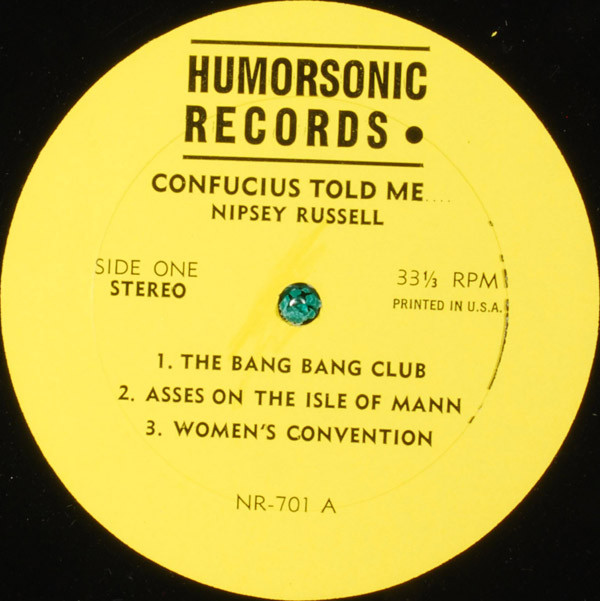 HUMORSONIC
RECORDS •
CONFUCIUS TOLD ME....
NIPSEY RUSSELL
SIDE ONE
STEREO
33⅓ RPM
PRINTED IN U.S.A.
1. THE BANG BANG CLUB
2. ASSES ON THE ISLE OF MANN
3. WOMEN'S CONVENTION
NR-701 A